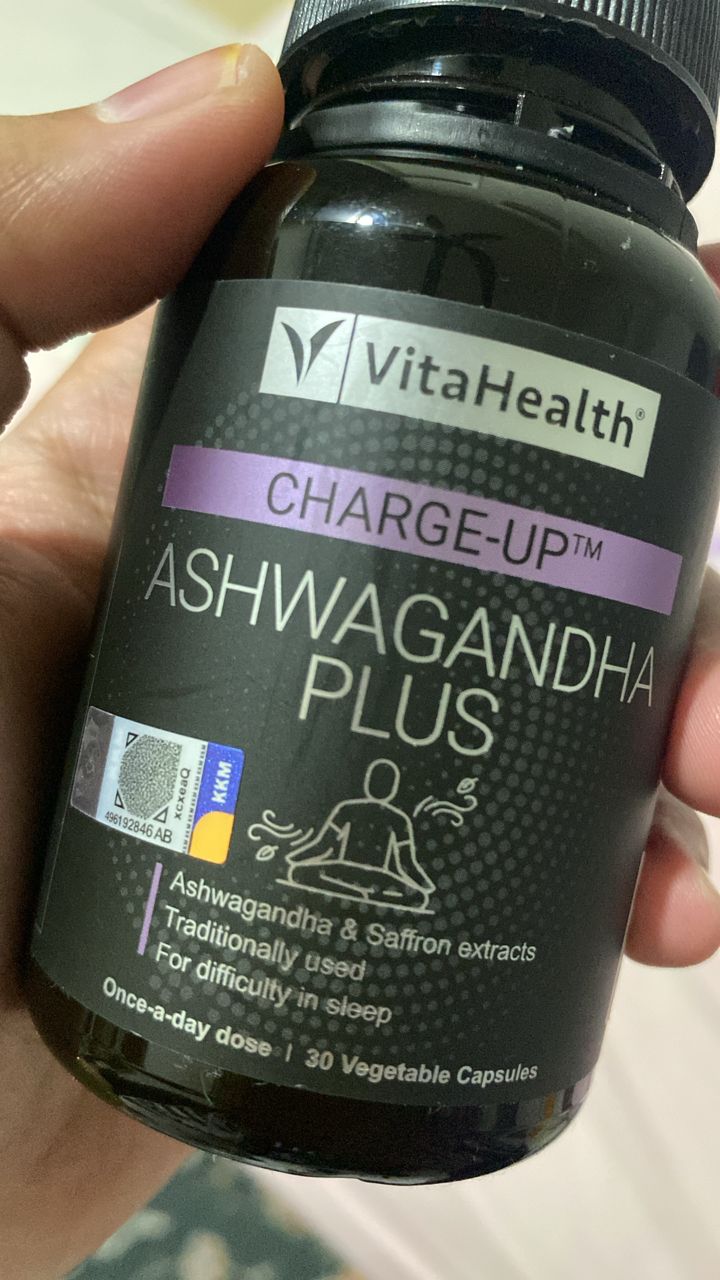 VitaHealth®
CHARGE-UP™
ASHWAGANDHA
PLUS
KKM
xcxeaQ
496192846 AB
Ashwagandha & Saffron extracts
Traditionally used
For difficulty in sleep
Once-a-day dose | 30 Vegetable Capsules